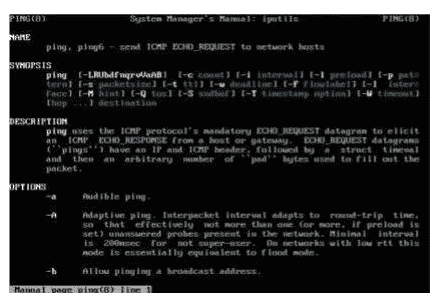 PING(8) System Manager's Manual: iputils PING(8)
NAME
ping, ping6 - send ICMP ECHO_REQUEST to network hosts
SYNOPSIS
ping [-LRUbdfnqrvVaAB] [-c count] [-i interval] [-l preload] [-p pat‐
tern] [-s packetsize] [-t ttl] [-w deadline] [-F flowlabel] [-I inter‐
face] [-M hint] [-Q tos] [-S sndbuf] [-T timestamp option] [-W timeout]
[hop ...] destination
DESCRIPTION
ping uses the ICMP protocol's mandatory ECHO_REQUEST datagram to elicit
an ICMP ECHO_RESPONSE from a host or gateway. ECHO_REQUEST datagrams
(``pings'') have an IP and ICMP header, followed by a struct timeval
and then an arbitrary number of ``pad'' bytes used to fill out the
packet.
OPTIONS
-a Audible ping.
-A Adaptive ping. Interpacket interval adapts to round-trip time,
so that effectively not more than one (or more, if preload is
set) unanswered probes present in the network. Minimal interval
is 200msec for not super-user. On networks with low rtt this
mode is essentially equivalent to flood mode.
-b Allow pinging a broadcast address.
Manual page ping(8) line 1